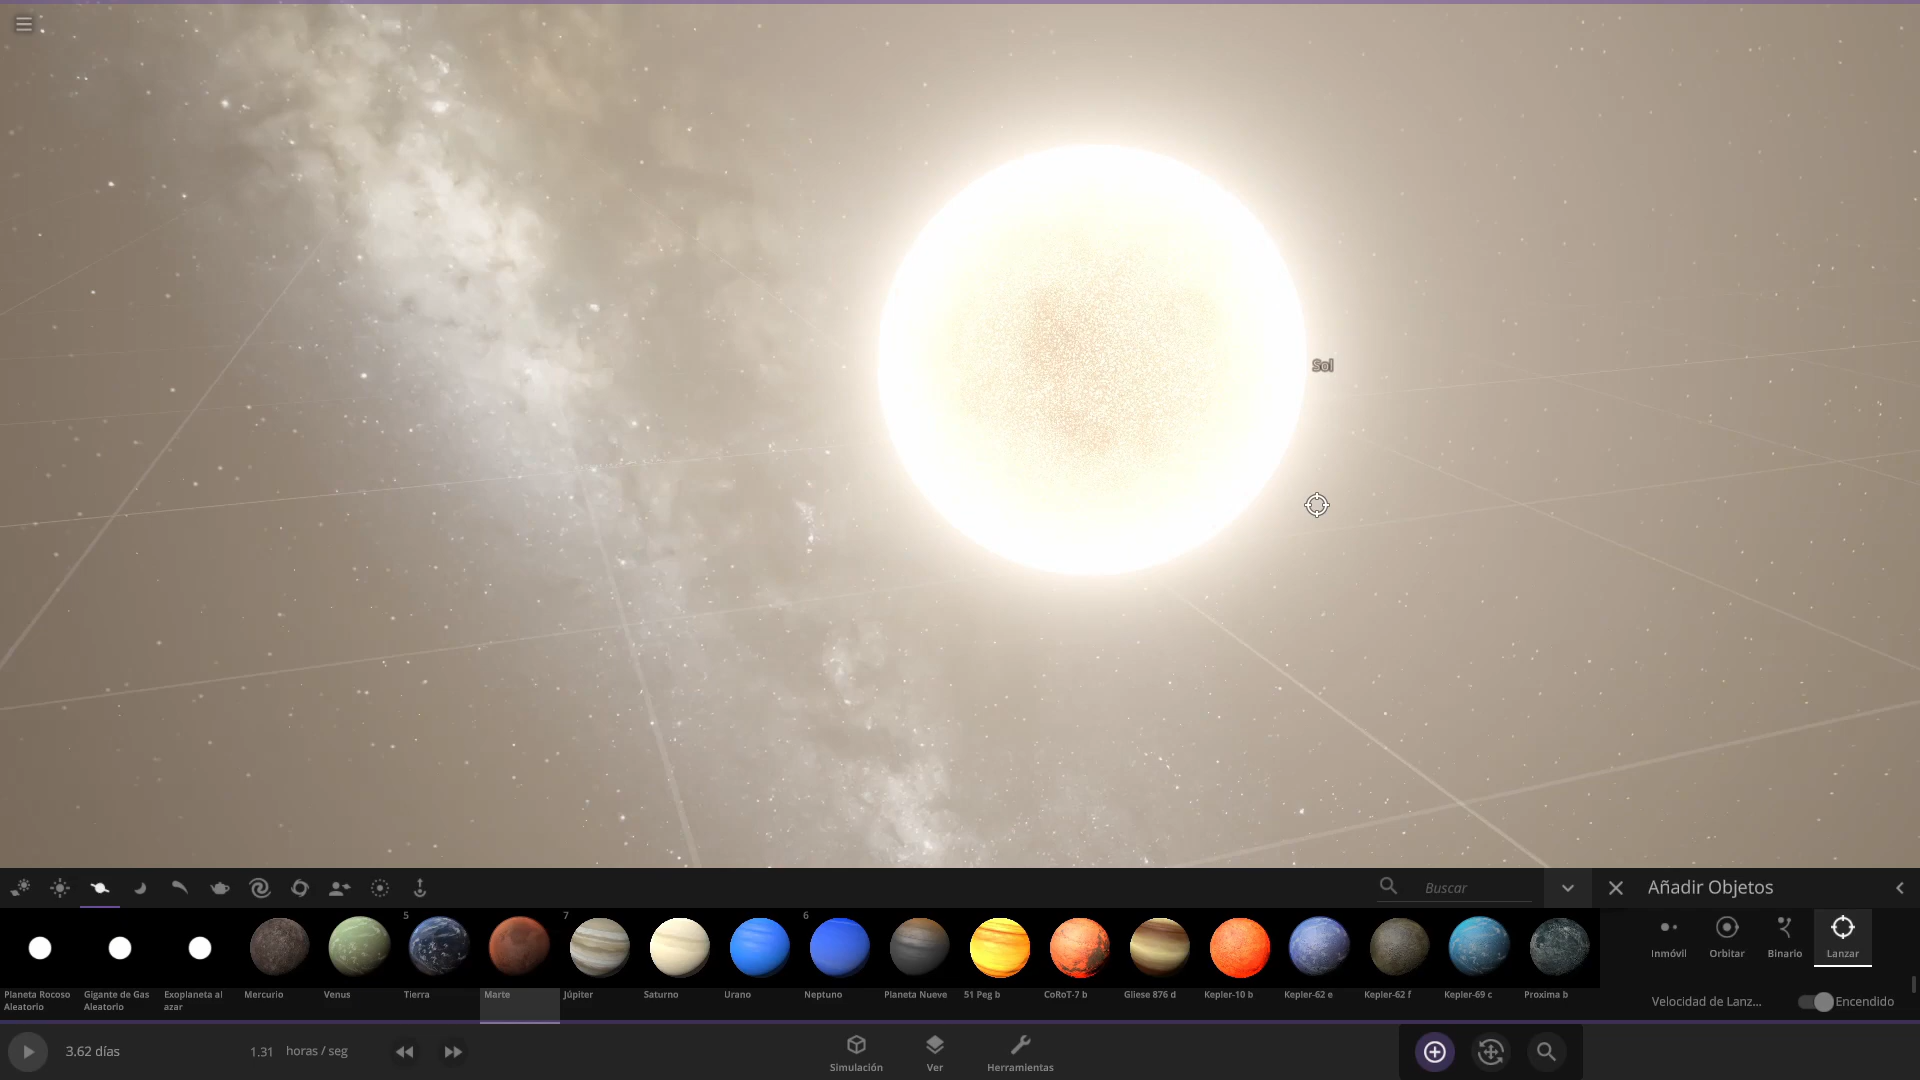 Sol
Buscar
Añadir Objetos
5
7
6
Planeta Rocoso
Aleatorio
Gigante de Gas
Aleatorio
Exoplaneta al
azar
Mercurio
Venus
Tierra
Marte
Júpiter
Saturno
Urano
Neptuno
Planeta Nueve
51 Peg b
CoRoT-7 b
Gliese 876 d
Kepler-10 b
Kepler-62 e
Kepler-62 f
Kepler-69 c
Proxima b
Inmóvil
Orbitar
Binario
Lanzar
Velocidad de Lanz...
Encendido
3.62 días
1.31 horas / seg
Simulación
Ver
Herramientas